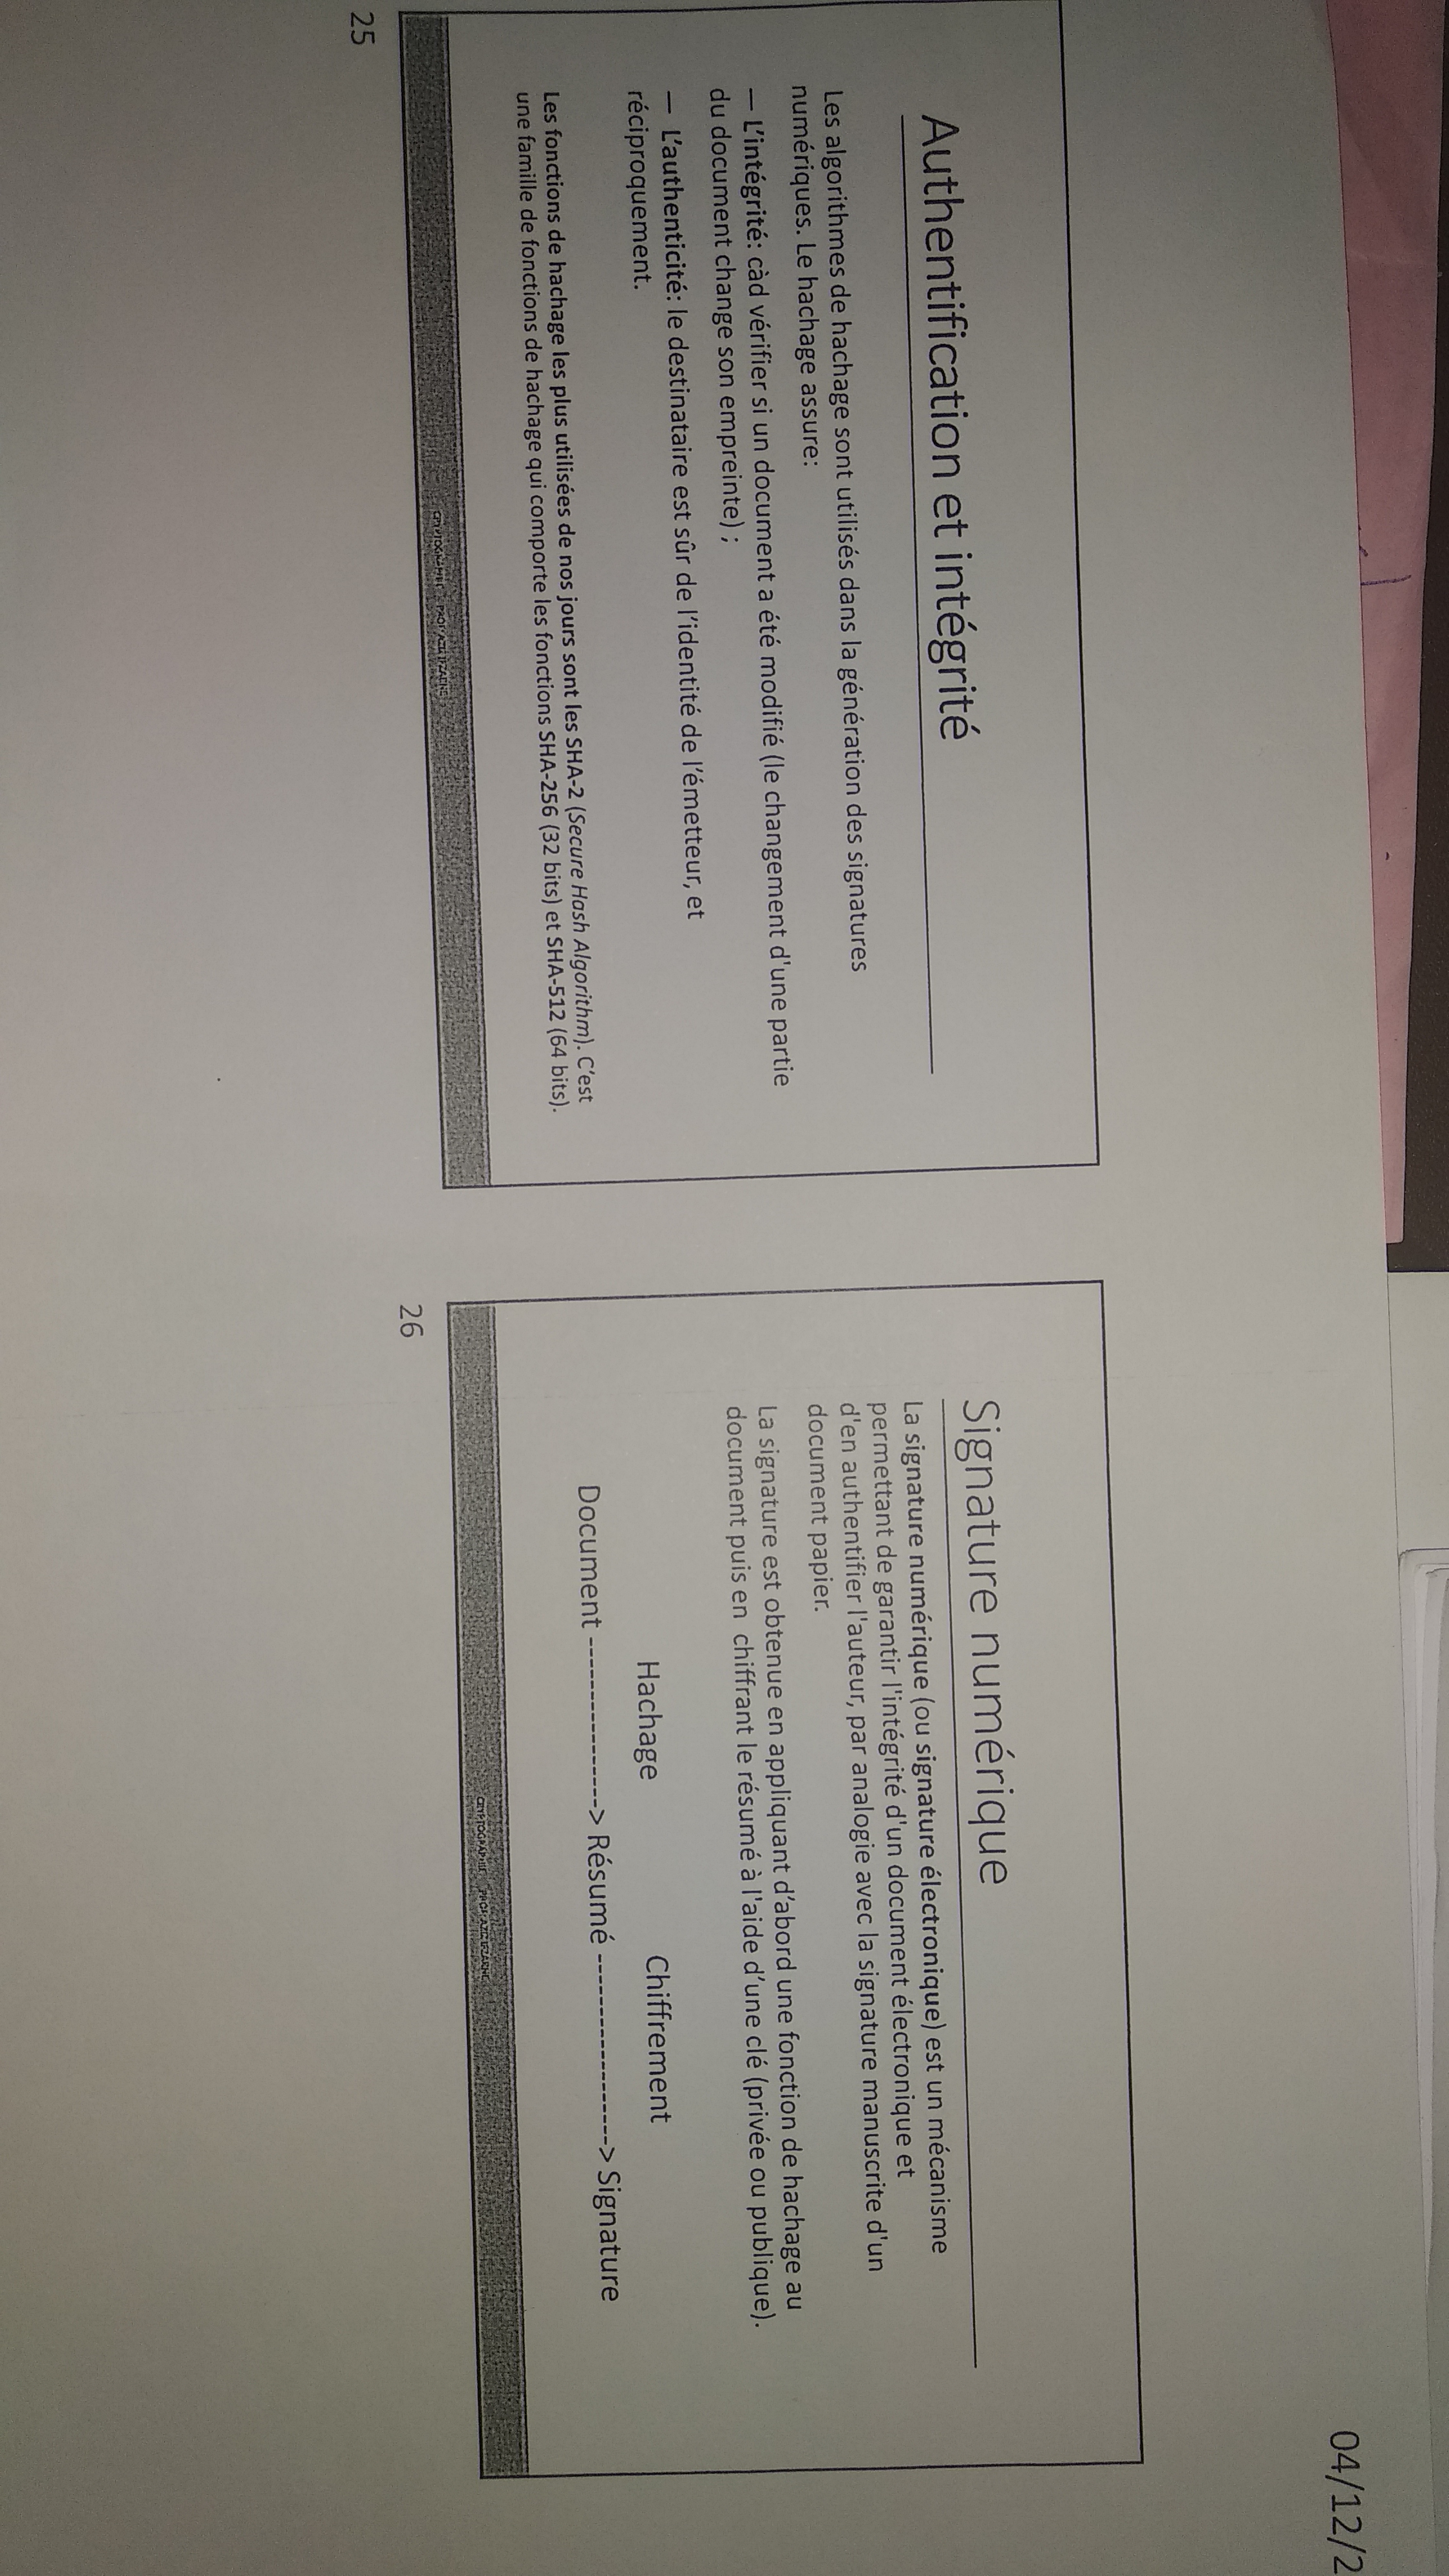 04/12/2
Authentification et intégrité
Les algorithmes de hachage sont utilisés dans la génération des signatures
numériques. Le hachage assure:
— L'intégrité: càd vérifier si un document a été modifié (le changement d'une partie
du document change son empreinte) ;
— L'authenticité: le destinataire est sûr de l'identité de l'émetteur, et
réciproquement.
Les fonctions de hachage les plus utilisées de nos jours sont les SHA-2 (Secure Hash Algorithm). C'est
une famille de fonctions de hachage qui comporte les fonctions SHA-256 (32 bits) et SHA-512 (64 bits).
CRYPTOGRAPHIE PROF AZIZ
25
Signature numérique
La signature numérique (ou signature électronique) est un mécanisme
permettant de garantir l'intégrité d'un document électronique et
d'en authentifier l'auteur, par analogie avec la signature manuscrite d'un
document papier.
La signature est obtenue en appliquant d'abord une fonction de hachage au
document puis en chiffrant le résumé à l'aide d'une clé (privée ou publique).
Hachage Chiffrement
Document --------------> Résumé ----------------> Signature
CRYPTOGRAPHIE PROF AZIZ
26